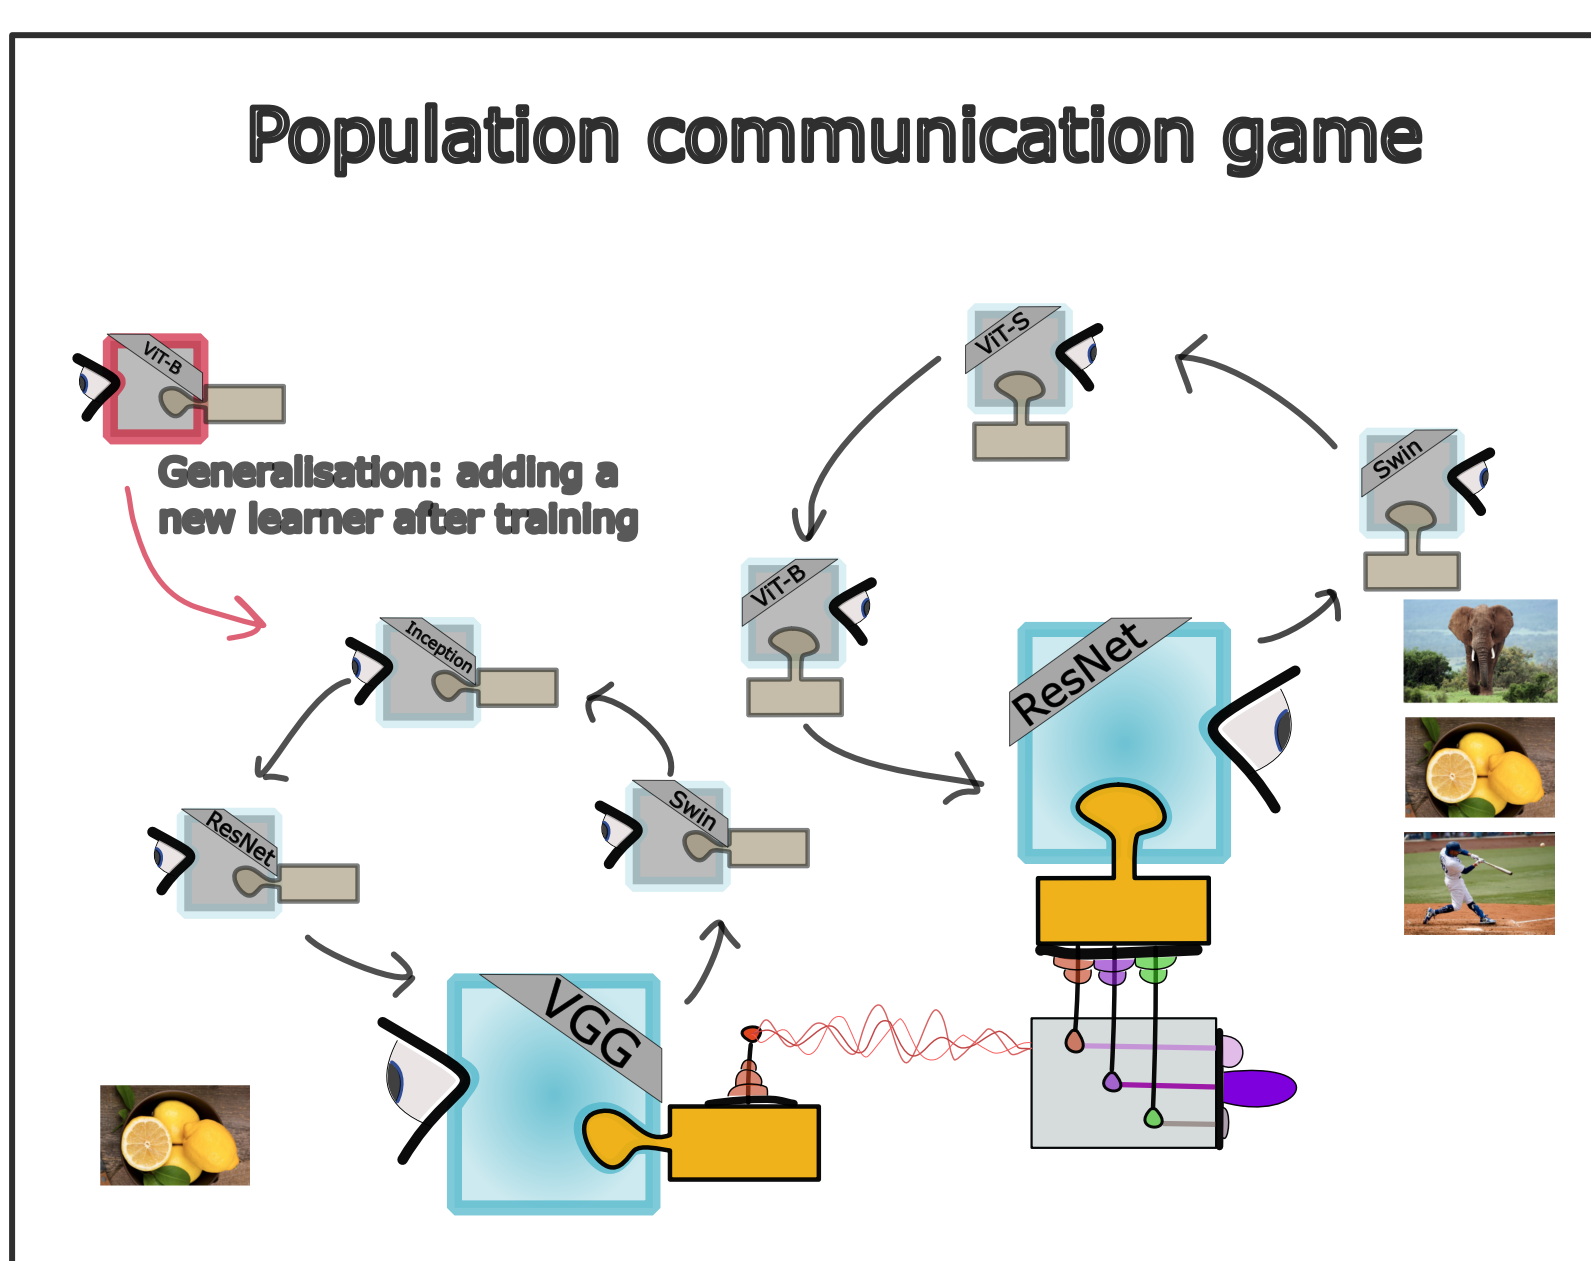 Population communication game
ViT-B
Generalisation: adding a
new learner after training
ViT-S
Swin
ViT-B
Inception
ResNet
ResNet
Swin
VGG